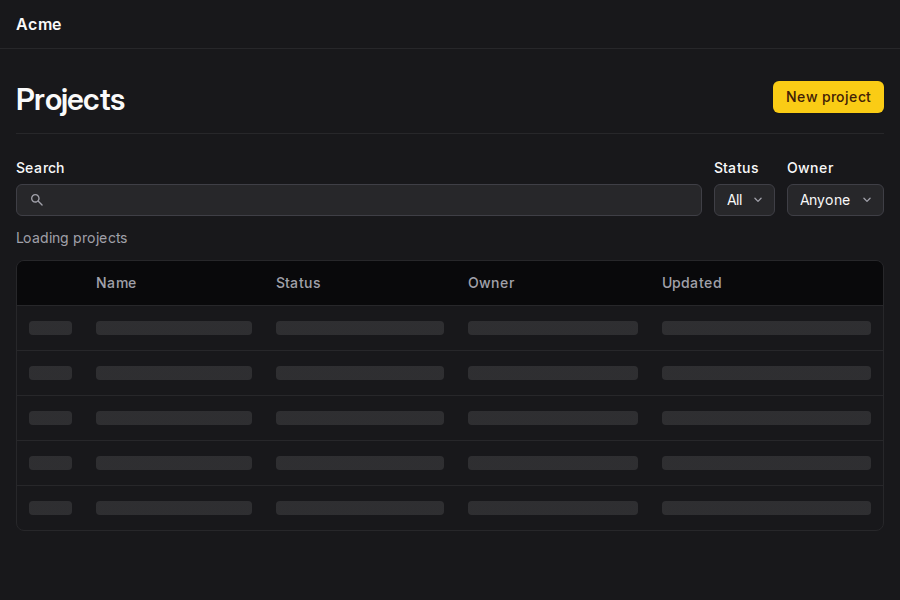 Acme
Projects
New project
Search
Status
Owner
All
Anyone
Loading projects
Name
Status
Owner
Updated